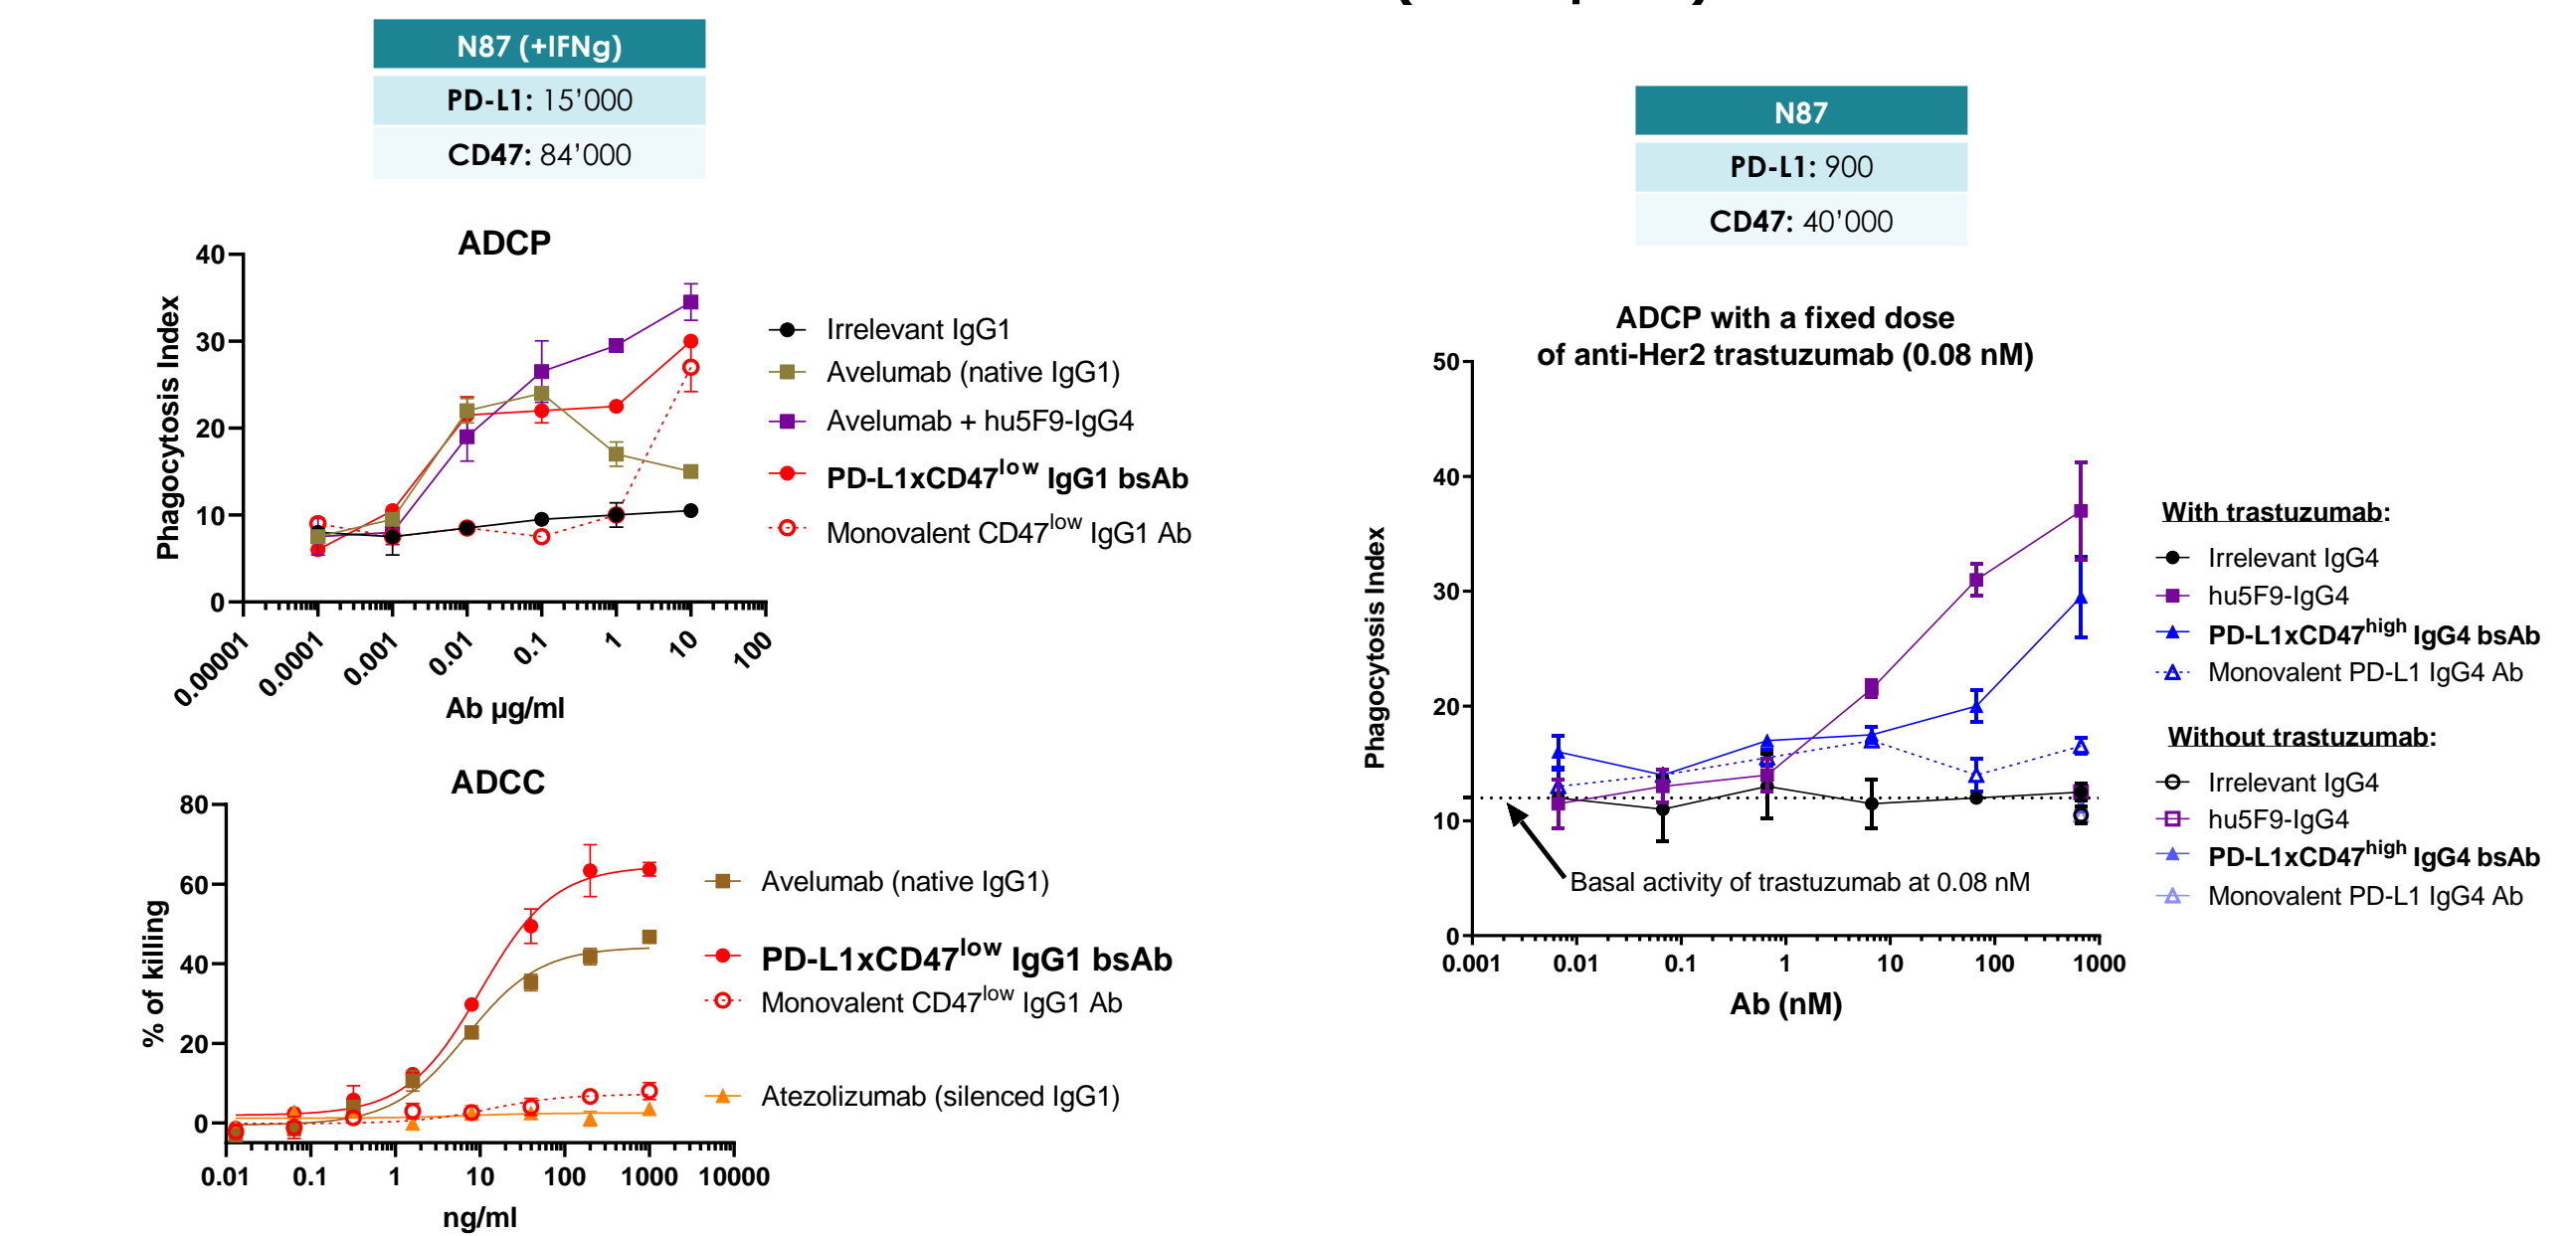 N87 (+IFNg)
PD-L1: 15’000
CD47: 84’000
ADCP
Phagocytosis Index
40
30
20
10
0
0.00001
0.0001
0.001
0.01
0.1
1
10
100
Ab µg/ml
Irrelevant IgG1
Avelumab (native IgG1)
Avelumab + hu5F9-IgG4
PD-L1xCD47low IgG1 bsAb
Monovalent CD47low IgG1 Ab
ADCC
% of killing
80
60
40
20
0
0.01
0.1
1
10
100
1000
10000
ng/ml
Avelumab (native IgG1)
PD-L1xCD47low IgG1 bsAb
Monovalent CD47low IgG1 Ab
Atezolizumab (silenced IgG1)
N87
PD-L1: 900
CD47: 40’000
ADCP with a fixed dose
of anti-Her2 trastuzumab (0.08 nM)
Phagocytosis Index
50
40
30
20
10
0
0.001
0.01
0.1
1
10
100
1000
Ab (nM)
Basal activity of trastuzumab at 0.08 nM
With trastuzumab:
Irrelevant IgG4
hu5F9-IgG4
PD-L1xCD47high IgG4 bsAb
Monovalent PD-L1 IgG4 Ab
Without trastuzumab:
Irrelevant IgG4
hu5F9-IgG4
PD-L1xCD47high IgG4 bsAb
Monovalent PD-L1 IgG4 Ab